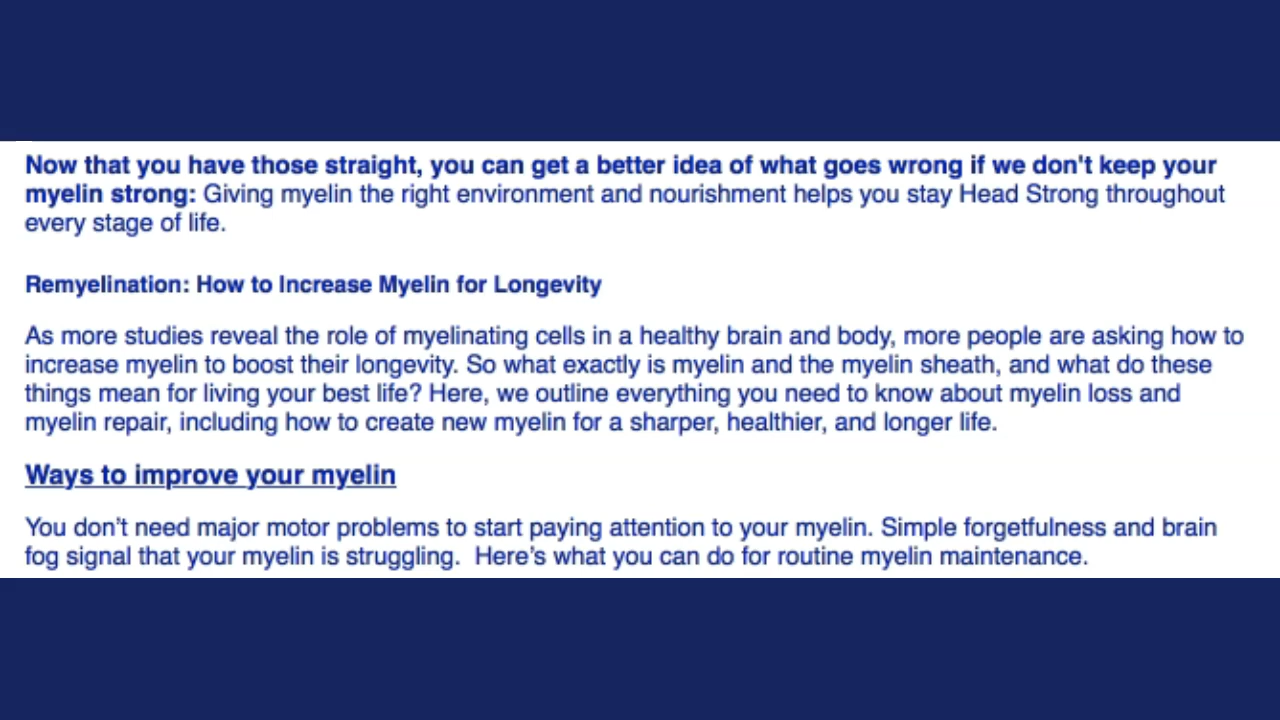 Now that you have those straight, you can get a better idea of what goes wrong if we don't keep your
myelin strong: Giving myelin the right environment and nourishment helps you stay Head Strong throughout
every stage of life.
Remyelination: How to Increase Myelin for Longevity
As more studies reveal the role of myelinating cells in a healthy brain and body, more people are asking how to
increase myelin to boost their longevity. So what exactly is myelin and the myelin sheath, and what do these
things mean for living your best life? Here, we outline everything you need to know about myelin loss and
myelin repair, including how to create new myelin for a sharper, healthier, and longer life.
Ways to improve your myelin
You don’t need major motor problems to start paying attention to your myelin. Simple forgetfulness and brain
fog signal that your myelin is struggling.  Here’s what you can do for routine myelin maintenance.